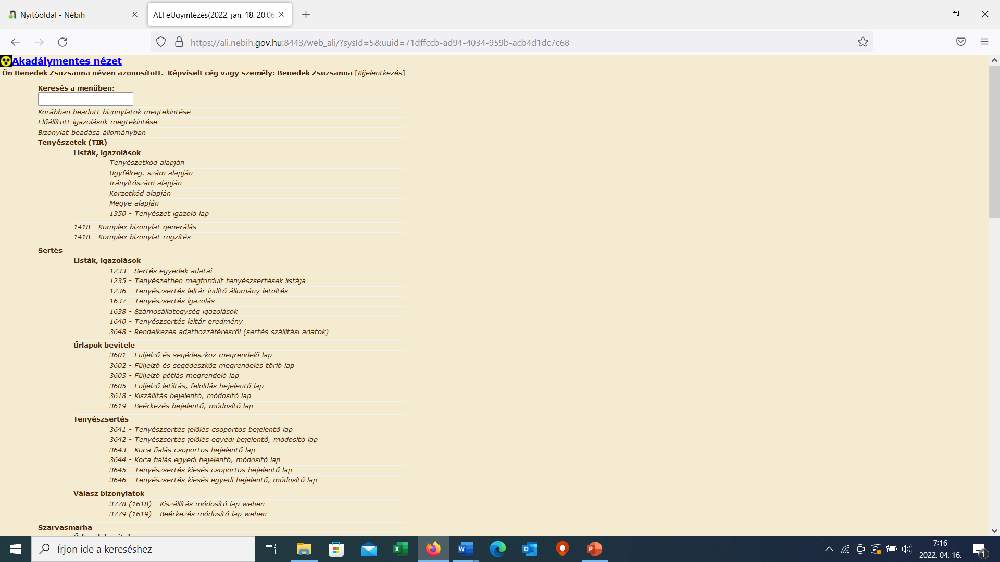 Nyitóoldal - Nébih
ALI eÜgyintézés(2022. jan. 18. 20:06:
https://ali.nebih.gov.hu:8443/web_ali/?sysId=5&uuid=71dffccb-ad94-4034-959b-acb4d1dc7c68
Akadálymentes nézet
Ön Benedek Zsuzsanna néven azonosított. Képviselt cég vagy személy: Benedek Zsuzsanna [Kijelentkezés]
Keresés a menüben:
Korábban beadott bizonylatok megtekintése
Előállított igazolások megtekintése
Bizonylat beadása állományban
Tenyészetek (TIR)
Listák, igazolások
Tenyészetkód alapján
Ügyfélreg. szám alapján
Irányítószám alapján
Körzetkód alapján
Megye alapján
1350 - Tenyészet igazoló lap
1418 - Komplex bizonylat generálás
1418 - Komplex bizonylat rögzítés
Sertés
Listák, igazolások
1233 - Sertés egyedek adatai
1235 - Tenyészetben megfordult tenyészsertések listája
1236 - Tenyészsertés leltár indító állomány letöltés
1637 - Tenyészsertés igazolás
1638 - Számosállategység igazolások
1640 - Tenyészsertés leltár eredmény
3648 - Rendelkezés adathozzáférésről (sertés szállítási adatok)
Űrlapok bevitele
3601 - Füljelző és segédeszköz megrendelő lap
3602 - Füljelző és segédeszköz megrendelés törlő lap
3603 - Füljelző pótlás megrendelő lap
3605 - Füljelző letiltás, feloldás bejelentő lap
3618 - Kiszállítás bejelentő, módosító lap
3619 - Beérkezés bejelentő, módosító lap
Tenyészsertés
3641 - Tenyészsertés jelölés csoportos bejelentő lap
3642 - Tenyészsertés jelölés egyedi bejelentő, módosító lap
3643 - Koca fialás csoportos bejelentő lap
3644 - Koca fialás egyedi bejelentő, módosító lap
3645 - Tenyészsertés kiesés csoportos bejelentő lap
3646 - Tenyészsertés kiesés egyedi bejelentő, módosító lap
Válasz bizonylatok
3778 (1618) - Kiszállítás módosító lap weben
3779 (1619) - Beérkezés módosító lap weben
Szarvasmarha
Írjon ide a kereséshez
7:16
2022. 04. 16.
1